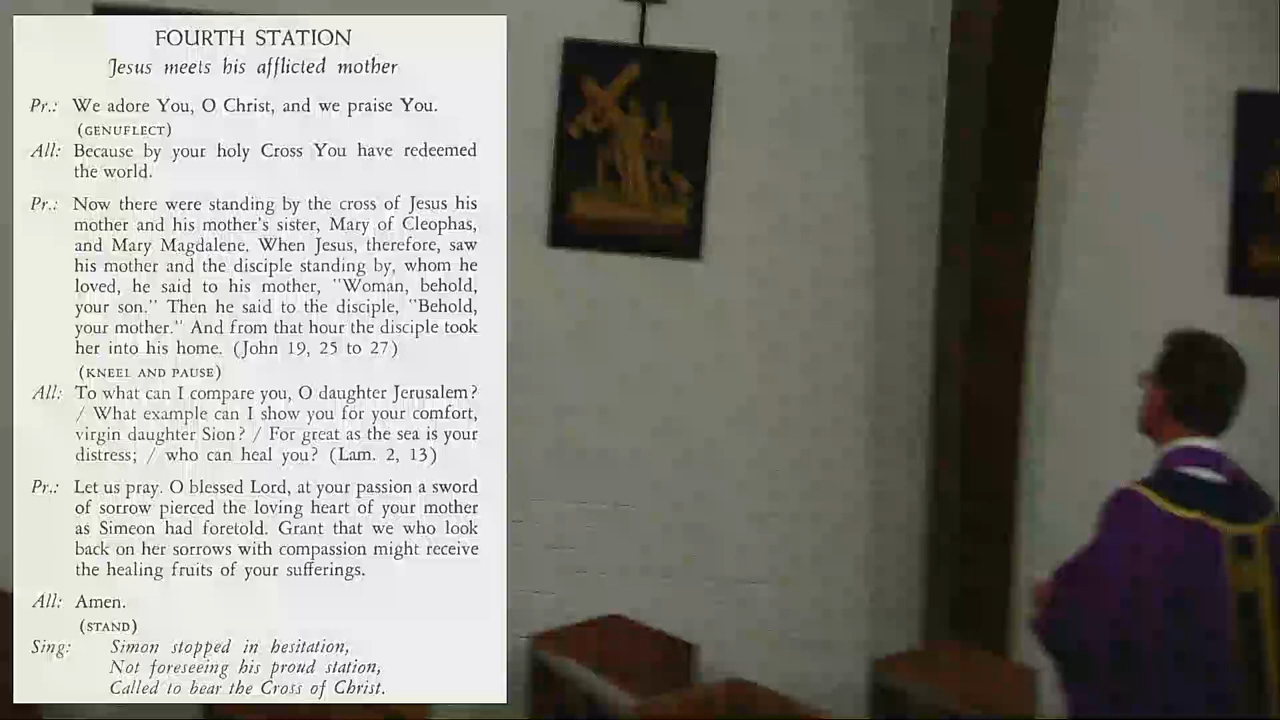 FOURTH STATION
Jesus meets his afflicted mother
Pr.: We adore You, O Christ, and we praise You.
(GENUFLECT)
All: Because by your holy Cross You have redeemed
the world.
Pr.: Now there were standing by the cross of Jesus his
mother and his mother's sister, Mary of Cleophas,
and Mary Magdalene. When Jesus, therefore, saw
his mother and the disciple standing by, whom he
loved, he said to his mother, "Woman, behold,
your son." Then he said to the disciple, "Behold,
your mother." And from that hour the disciple took
her into his home. (John 19, 25 to 27)
(KNEEL AND PAUSE)
All: To what can I compare you, O daughter Jerusalem?
/ What example can I show you for your comfort,
virgin daughter Sion? / For great as the sea is your
distress; / who can heal you? (Lam. 2, 13)
Pr.: Let us pray. O blessed Lord, at your passion a sword
of sorrow pierced the loving heart of your mother
as Simeon had foretold. Grant that we who look
back on her sorrows with compassion might receive
the healing fruits of your sufferings.
All: Amen.
(STAND)
Sing: Simon stopped in hesitation,
Not foreseeing his proud station,
Called to bear the Cross of Christ.